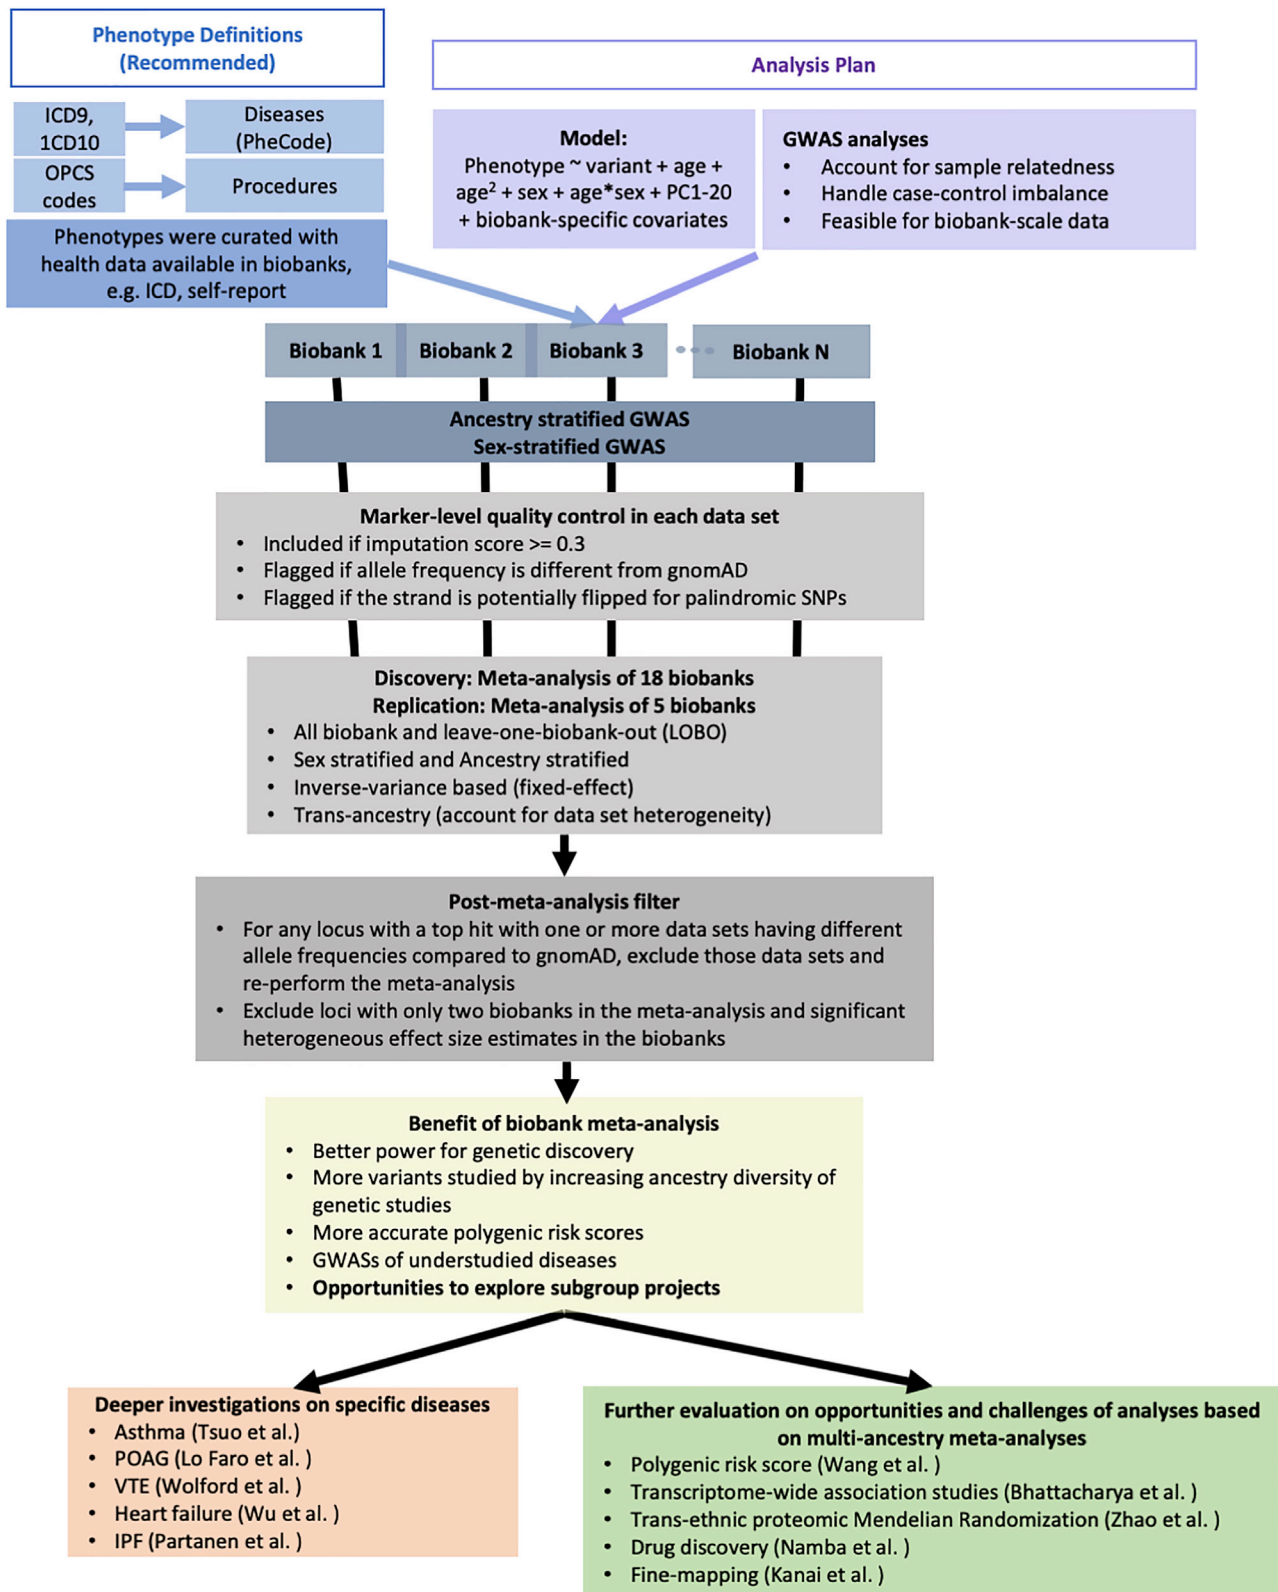 Phenotype Definitions
(Recommended)
Analysis Plan
ICD9,
1CD10
Diseases
(PheCode)
OPCS
codes
Procedures
Phenotypes were curated with
health data available in biobanks,
e.g. ICD, self-report
Model:
Phenotype ~ variant + age +
age² + sex + age*sex + PC1-20
+ biobank-specific covariates
GWAS analyses
• Account for sample relatedness
• Handle case-control imbalance
• Feasible for biobank-scale data
Biobank 1
Biobank 2
Biobank 3
Biobank N
Ancestry stratified GWAS
Sex-stratified GWAS
Marker-level quality control in each data set
• Included if imputation score >= 0.3
• Flagged if allele frequency is different from gnomAD
• Flagged if the strand is potentially flipped for palindromic SNPs
Discovery: Meta-analysis of 18 biobanks
Replication: Meta-analysis of 5 biobanks
• All biobank and leave-one-biobank-out (LOBO)
• Sex stratified and Ancestry stratified
• Inverse-variance based (fixed-effect)
• Trans-ancestry (account for data set heterogeneity)
Post-meta-analysis filter
• For any locus with a top hit with one or more data sets having different
allele frequencies compared to gnomAD, exclude those data sets and
re-perform the meta-analysis
• Exclude loci with only two biobanks in the meta-analysis and significant
heterogeneous effect size estimates in the biobanks
Benefit of biobank meta-analysis
• Better power for genetic discovery
• More variants studied by increasing ancestry diversity of
genetic studies
• More accurate polygenic risk scores
• GWASs of understudied diseases
• Opportunities to explore subgroup projects
Deeper investigations on specific diseases
• Asthma (Tsuo et al.)
• POAG (Lo Faro et al. )
• VTE (Wolford et al. )
• Heart failure (Wu et al. )
• IPF (Partanen et al. )
Further evaluation on opportunities and challenges of analyses based
on multi-ancestry meta-analyses
• Polygenic risk score (Wang et al. )
• Transcriptome-wide association studies (Bhattacharya et al. )
• Trans-ethnic proteomic Mendelian Randomization (Zhao et al. )
• Drug discovery (Namba et al. )
• Fine-mapping (Kanai et al. )